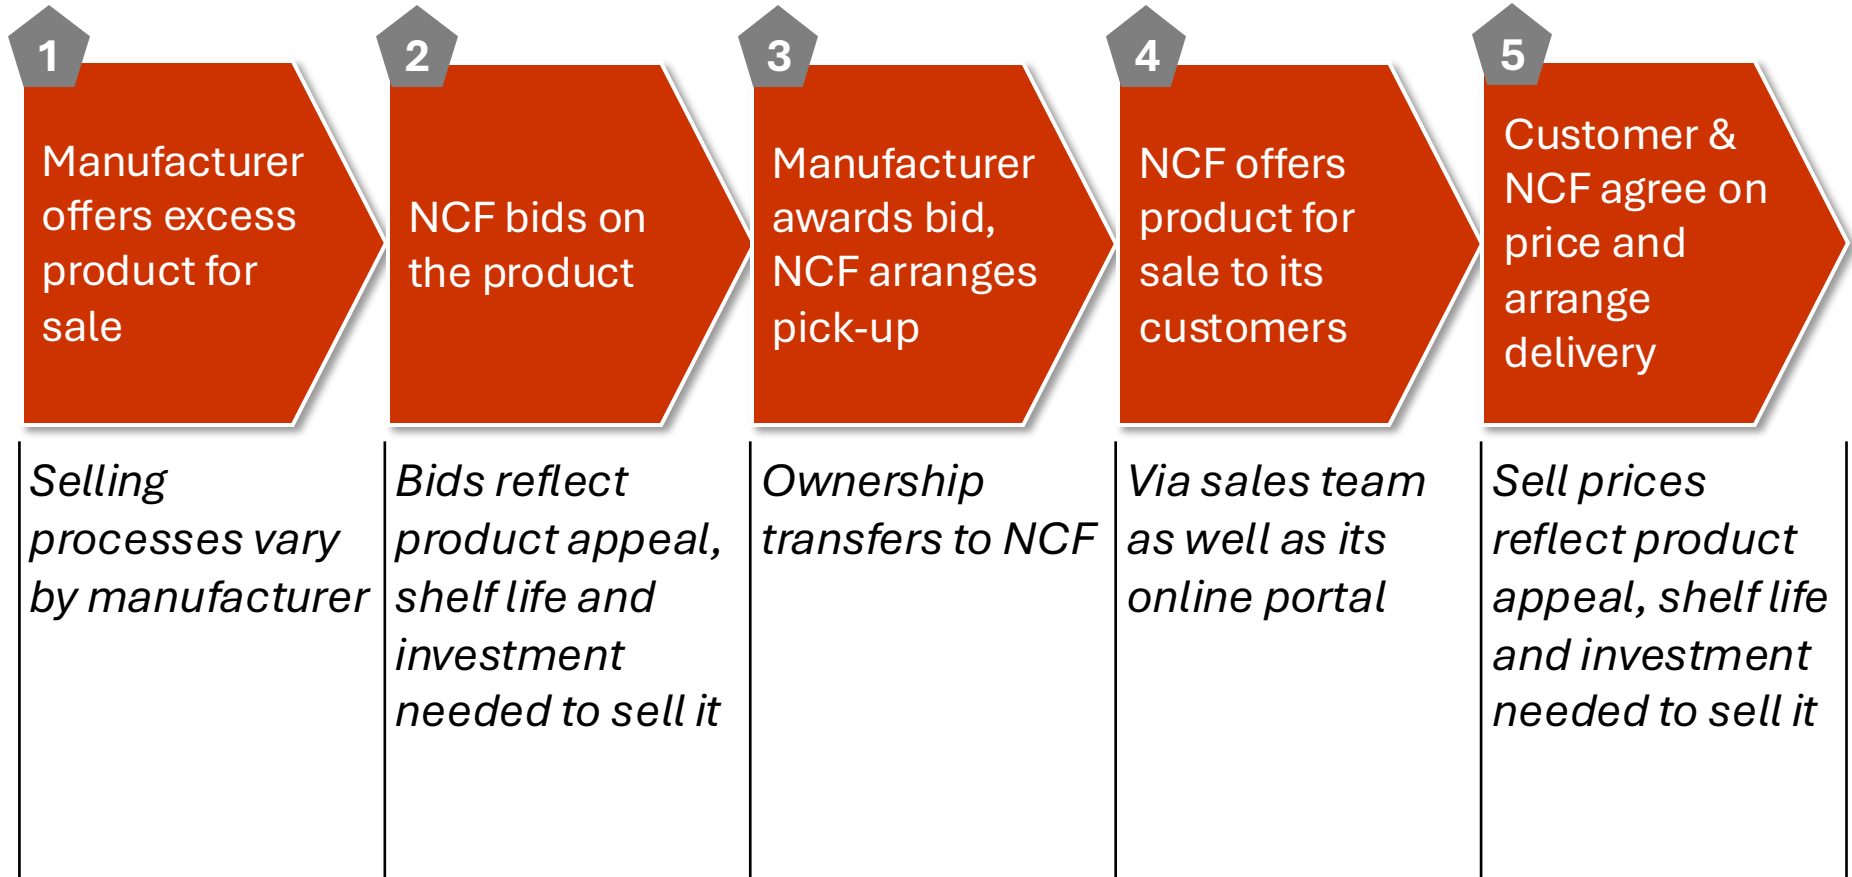 1
Manufacturer
offers excess
product for
sale
2
NCF bids on
the product
3
Manufacturer
awards bid,
NCF arranges
pick-up
4
NCF offers
product for
sale to its
customers
5
Customer &
NCF agree on
price and
arrange
delivery
Selling
processes vary
by manufacturer
Bids reflect
product appeal,
shelf life and
investment
needed to sell it
Ownership
transfers to NCF
Via sales team
as well as its
online portal
Sell prices
reflect product
appeal, shelf life
and investment
needed to sell it